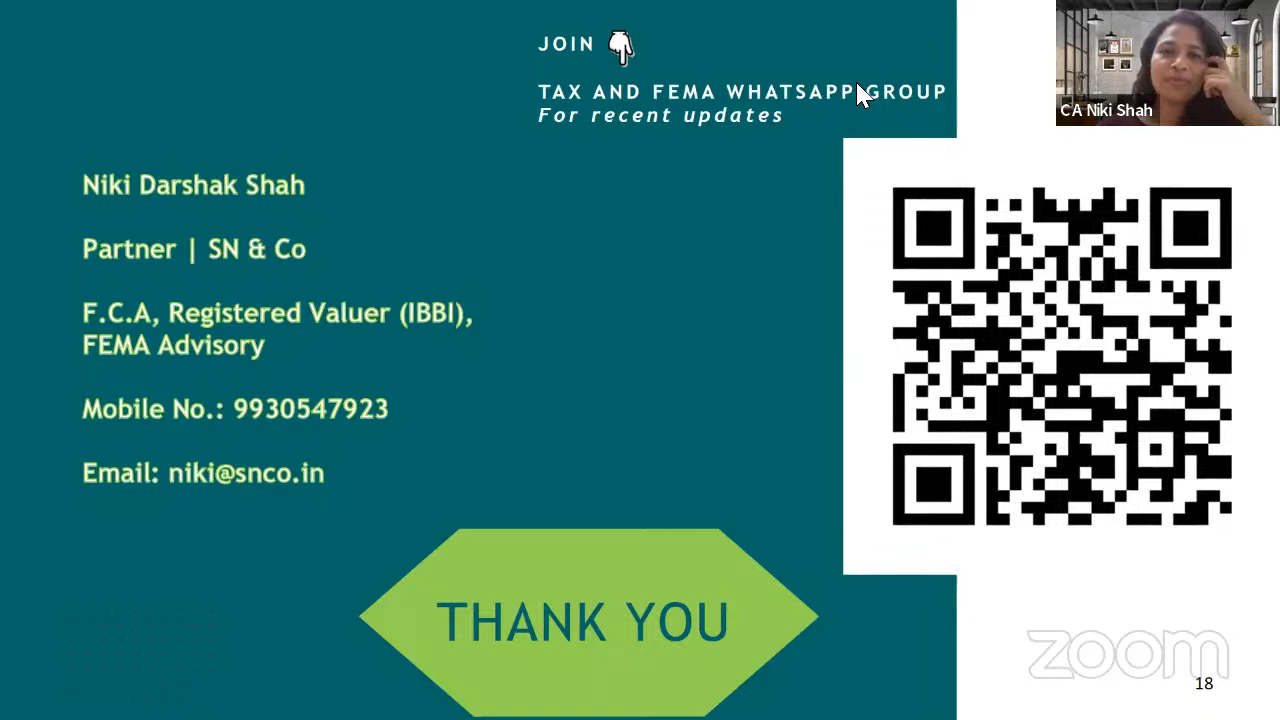 JOIN
TAX AND FEMA WHATSAPP GROUP
For recent updates
CA Niki Shah
Niki Darshak Shah
Partner | SN & Co
F.C.A, Registered Valuer (IBBI),
FEMA Advisory
Mobile No.: 9930547923
Email: niki@snco.in
THANK YOU
zoom
18